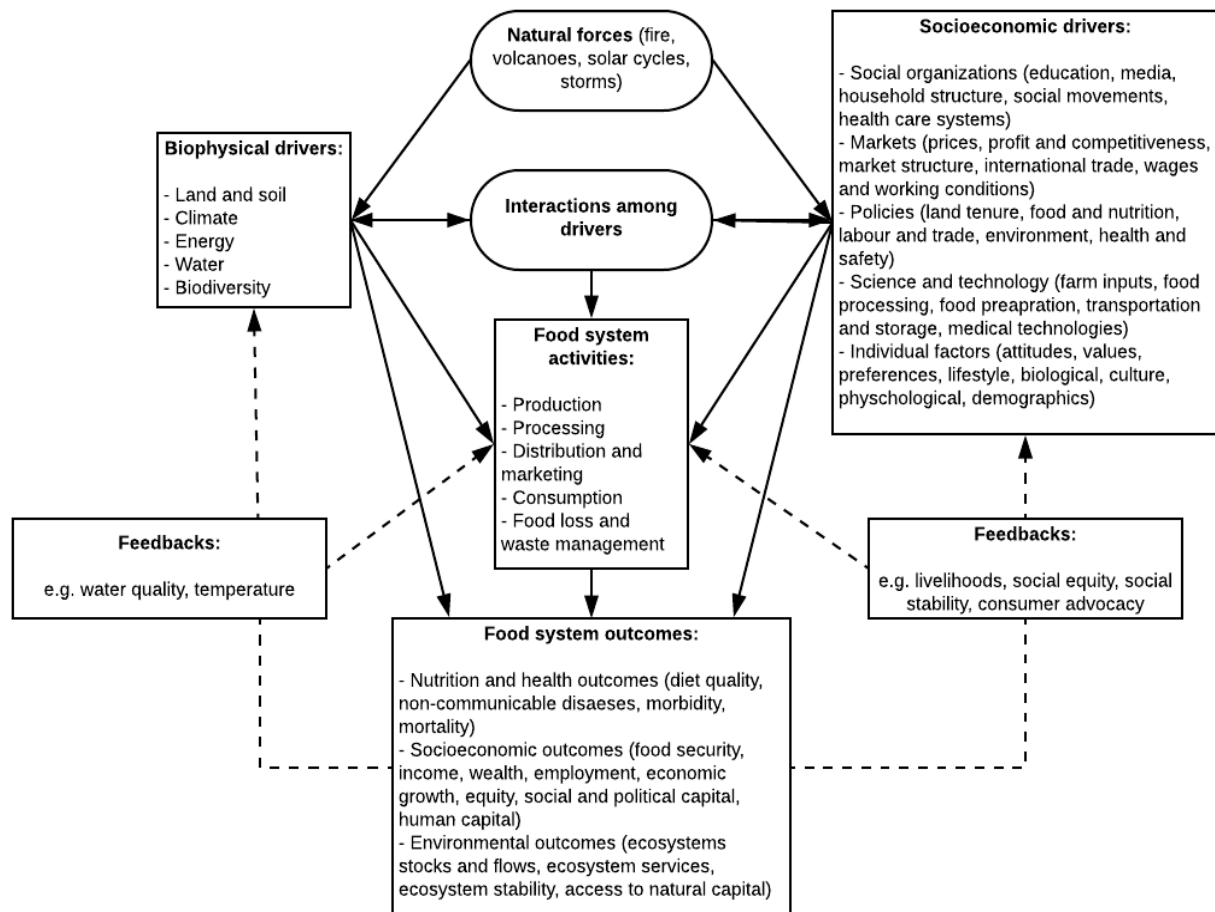 Natural forces (fire,
volcanoes, solar cycles,
storms)
Socioeconomic drivers:
- Social organizations (education, media,
household structure, social movements,
health care systems)
- Markets (prices, profit and competitiveness,
market structure, international trade, wages
and working conditions)
- Policies (land tenure, food and nutrition,
labour and trade, environment, health and
safety)
- Science and technology (farm inputs, food
processing, food preapration, transportation
and storage, medical technologies)
- Individual factors (attitudes, values,
preferences, lifestyle, biological, culture,
physchological, demographics)
Biophysical drivers:
- Land and soil
- Climate
- Energy
- Water
- Biodiversity
Interactions among
drivers
Food system
activities:
- Production
- Processing
- Distribution and
marketing
- Consumption
- Food loss and
waste management
Feedbacks:
e.g. water quality, temperature
Feedbacks:
e.g. livelihoods, social equity, social
stability, consumer advocacy
Food system outcomes:
- Nutrition and health outcomes (diet quality,
non-communicable disaeses, morbidity,
mortality)
- Socioeconomic outcomes (food security,
income, wealth, employment, economic
growth, equity, social and political capital,
human capital)
- Environmental outcomes (ecosystems
stocks and flows, ecosystem services,
ecosystem stability, access to natural capital)